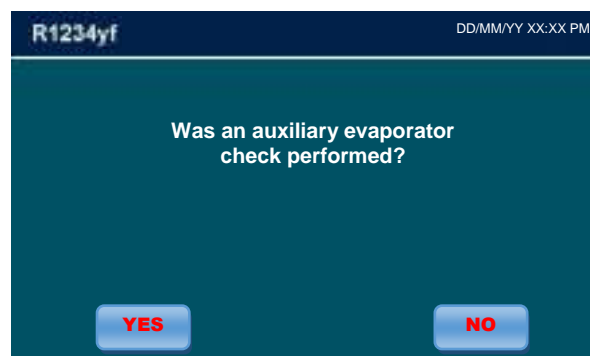 R1234yf
DD/MM/YY XX:XX PM
Was an auxiliary evaporator
check performed?
YES
NO